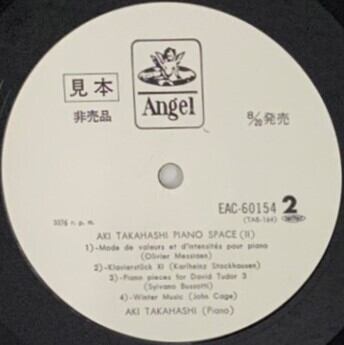 見本
非売品
Angel
8/20発売
EAC-60154 2
(TA8-164)
33⅓ r. p. m.
AKI TAKAHASHI PIANO SPACE (II)
1)-Mode de valeurs et d'intensités pour piano
(Olivier Messiaen)
2)-Klavierstück XI (Karlheinz Stockhausen)
3)-Piano pieces for David Tudor 3
(Sylvano Bussotti)
4)-Winter Music (John Cage)
AKI TAKAHASHI (Piano)